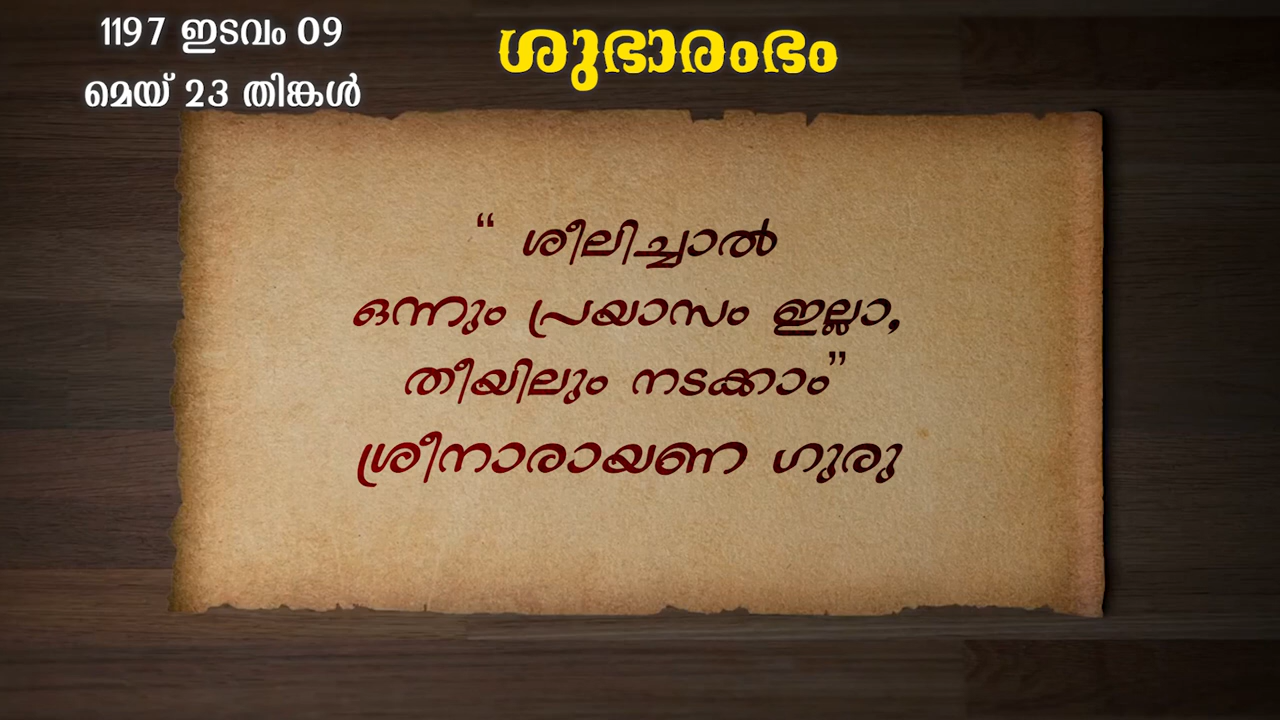 1197 ഇടവം 09
മെയ് 23 തിങ്കൾ
ശുഭാരംഭം
“ ശീലിച്ചാൽ
ഒന്നും പ്രയാസം ഇല്ലാ,
തീയിലും നടക്കാം”
ശ്രീനാരായണ ഗുരു